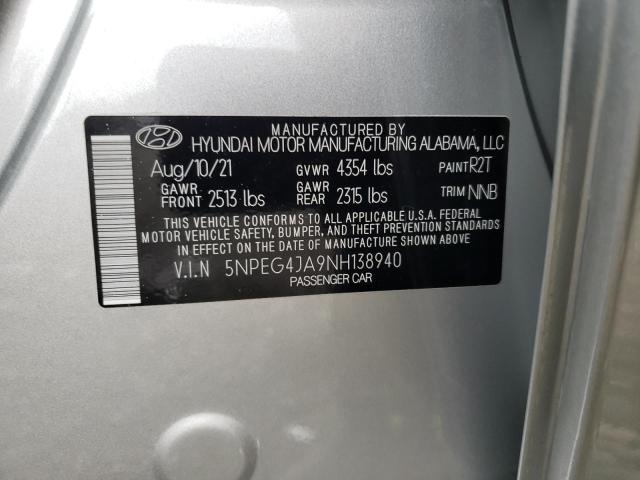 MANUFACTURED BY
HYUNDAI MOTOR MANUFACTURING ALABAMA, LLC
Aug/10/21 GVWR 4354 lbs PAINT R2T
GAWR FRONT 2513 lbs GAWR REAR 2315 lbs TRIM NNB
THIS VEHICLE CONFORMS TO ALL APPLICABLE U.S.A. FEDERAL
MOTOR VEHICLE SAFETY, BUMPER, AND THEFT PREVENTION STANDARDS
IN EFFECT ON THE DATE OF MANUFACTURE SHOWN ABOVE.
V.I.N 5NPEG4JA9NH138940
PASSENGER CAR